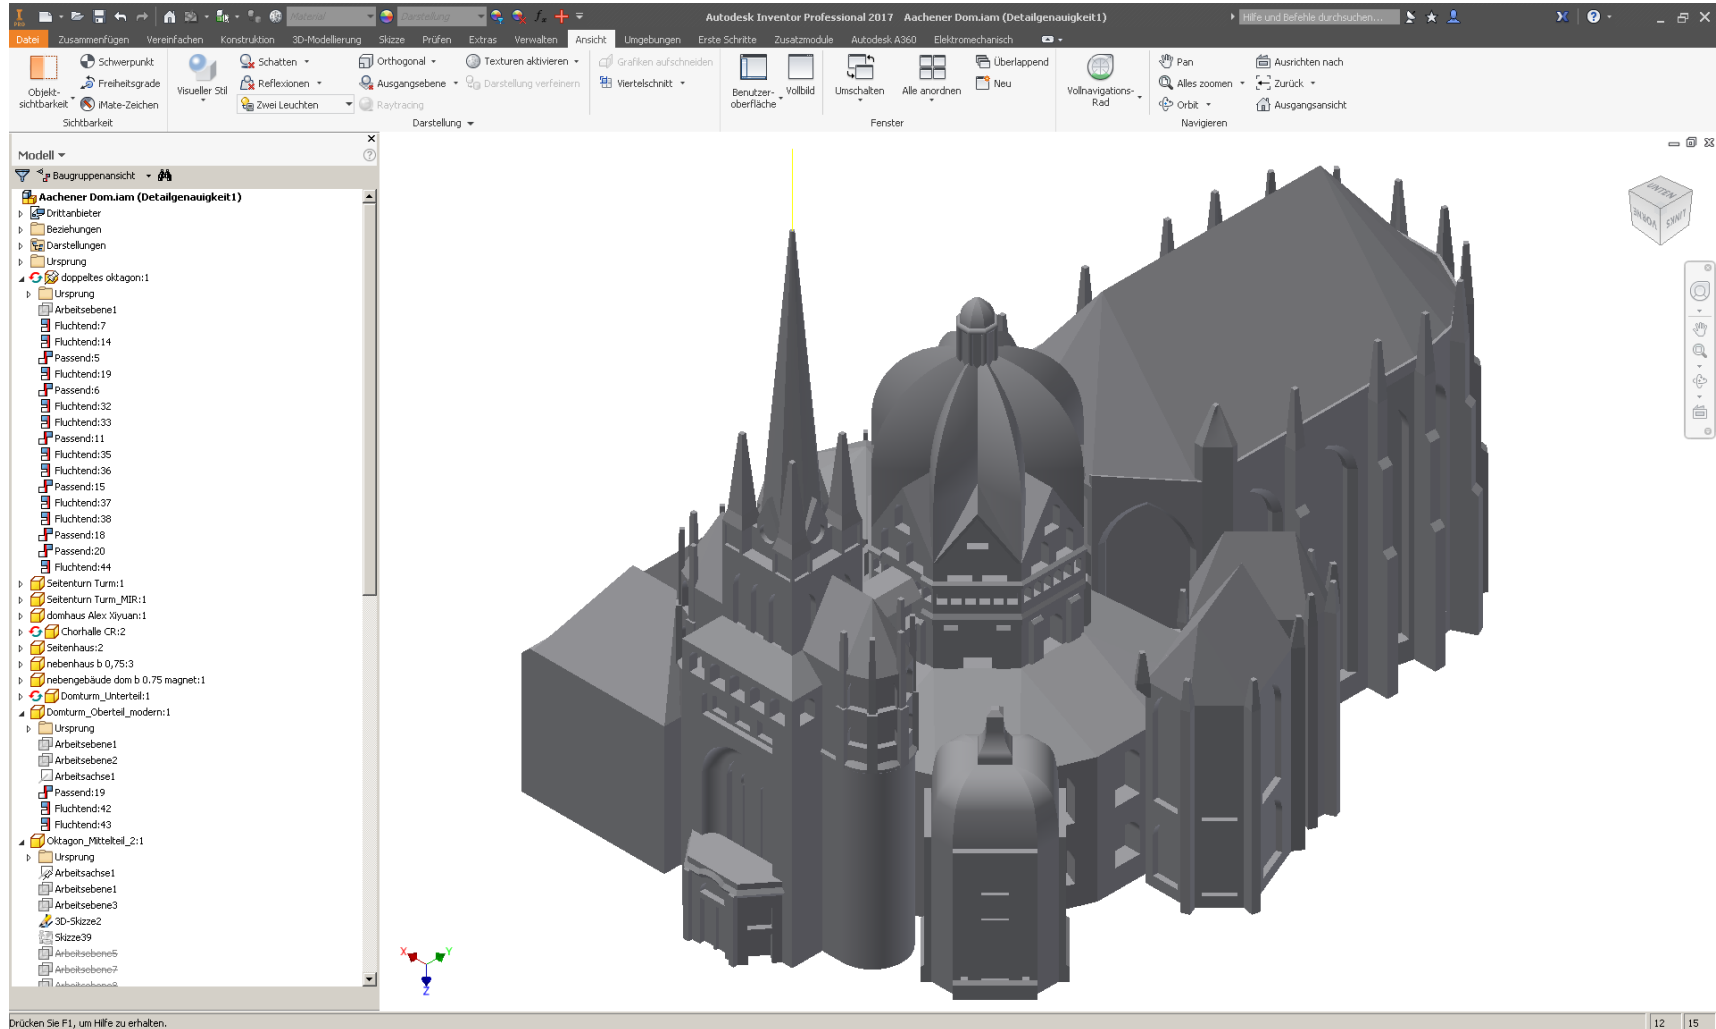 Material
Darstellung
Autodesk Inventor Professional 2017 Aachener Dom.iam (Detailgenauigkeit1)
Hilfe und Befehle durchsuchen...
Datei Zusammenfügen Vereinfachen Konstruktion 3D-Modellierung Skizze Prüfen Extras Verwalten Ansicht Umgebungen Erste Schritte Zusatzmodule Autodesk A360 Elektromechanisch
Objekt-
sichtbarkeit
Schwerpunkt
Freiheitsgrade
iMate-Zeichen
Sichtbarkeit
Visueller Stil
Schatten
Reflexionen
Zwei Leuchten
Orthogonal
Ausgangsebene
Raytracing
Texturen aktivieren
Darstellung verfeinern
Darstellung
Grafiken aufschneiden
Viertelschnitt
Benutzer-
oberfläche
Vollbild
Umschalten
Alle anordnen
Überlappend
Neu
Fenster
Vollnavigations-
Rad
Pan
Alles zoomen
Orbit
Ausrichten nach
Zurück
Ausgangsansicht
Navigieren
Modell
Baugruppenansicht
Aachener Dom.iam (Detailgenauigkeit1)
Drittanbieter
Beziehungen
Darstellungen
Ursprung
doppeltes oktagon:1
Ursprung
Arbeitsebene1
Fluchtend:7
Fluchtend:14
Passend:5
Fluchtend:19
Passend:6
Fluchtend:32
Fluchtend:33
Passend:11
Fluchtend:35
Fluchtend:36
Passend:15
Fluchtend:37
Fluchtend:38
Passend:18
Passend:20
Fluchtend:44
Seitenturn Turm:1
Seitenturn Turm_MIR:1
domhaus Alex Xiyuan:1
Chorhalle CR:2
Seitenhaus:2
nebenhaus b 0,75:3
nebengebäude dom b 0.75 magnet:1
Domturm_Unterteil:1
Domturm_Oberteil_modern:1
Ursprung
Arbeitsebene1
Arbeitsebene2
Arbeitsachse1
Passend:19
Fluchtend:42
Fluchtend:43
Oktagon_Mittelteil_2:1
Ursprung
Arbeitsachse1
Arbeitsebene1
Arbeitsebene3
3D-Skizze2
Skizze39
Arbeitsebene5
Arbeitsebene7
Arbeitsebene8
UNTEN
VORNE
LINKS
X
Y
Z
Drücken Sie F1, um Hilfe zu erhalten.
12 15